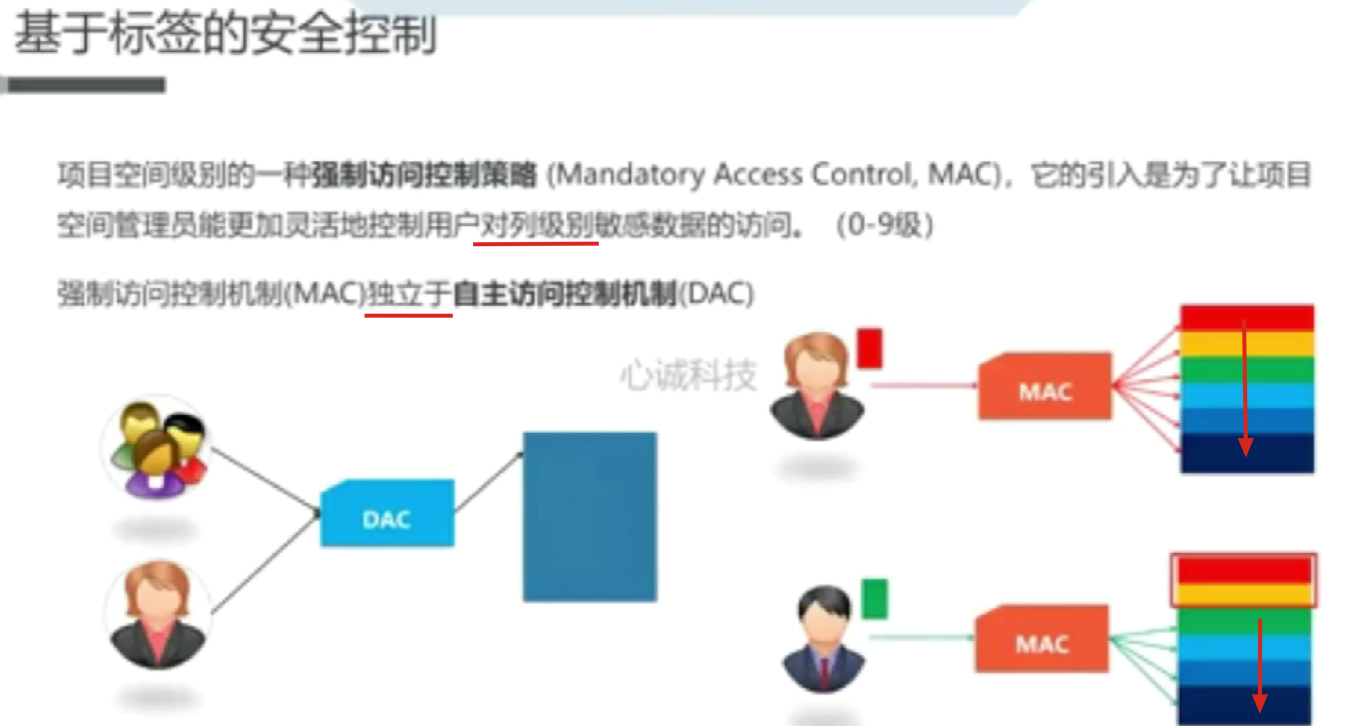 基于标签的安全控制
项目空间级别的一种强制访问控制策略 (Mandatory Access Control, MAC)，它的引入是为了让项目
空间管理员能更加灵活地控制用户对列级别敏感数据的访问。（0-9级）
强制访问控制机制(MAC)独立于自主访问控制机制(DAC)
心诚科技
MAC
DAC
MAC